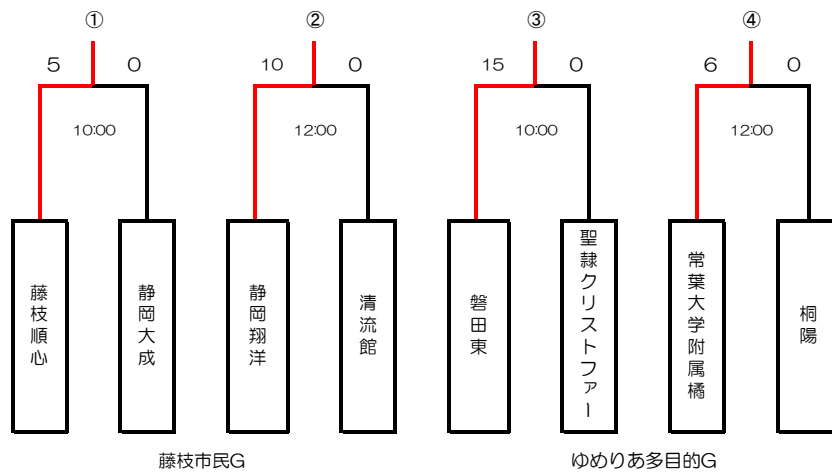 ① ② ③ ④
5 0 10 0 15 0 6 0
10:00 12:00 10:00 12:00
藤枝順心
静岡大成
静岡翔洋
清流館
磐田東
聖隷クリストファー
常葉大学附属橘
桐陽
藤枝市民G ゆめりあ多目的G